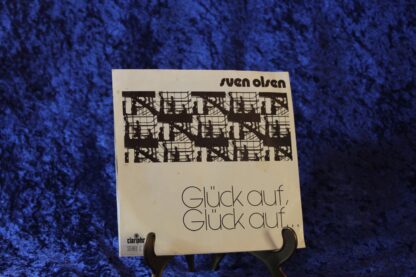 sven olsen
Glück auf,
Glück auf...